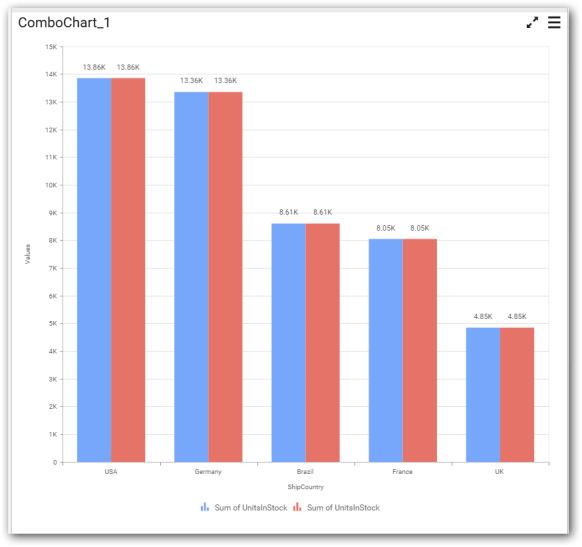 ComboChart_1
15K
14K
13K
12K
11K
10K
9K
8K
7K
6K
5K
4K
3K
2K
1K
0
Values
13.86K 13.86K
13.36K 13.36K
8.61K 8.61K
8.05K 8.05K
4.85K 4.85K
USA Germany Brazil France UK
ShipCountry
Sum of UnitsInStock Sum of UnitsInStock